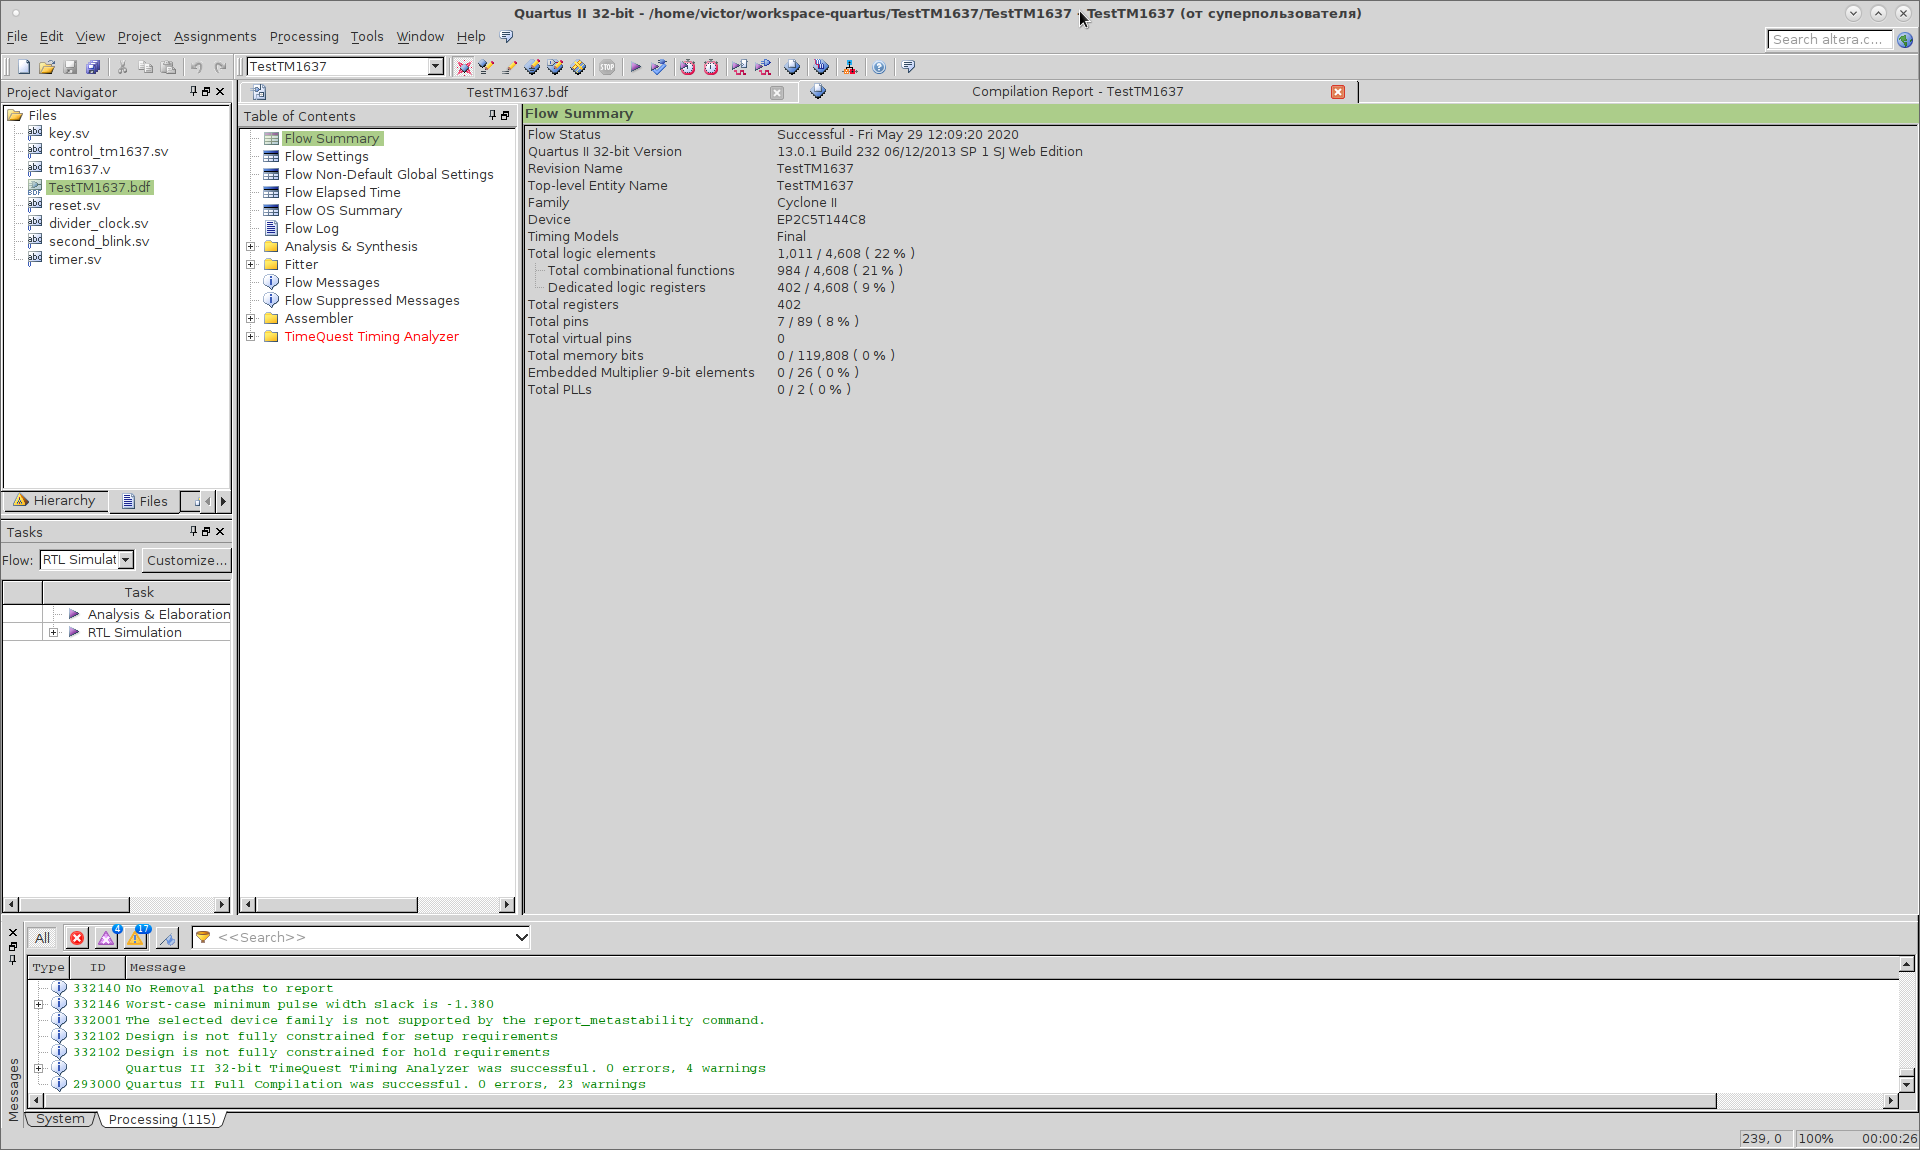 Quartus II 32-bit - /home/victor/workspace-quartus/TestTM1637/TestTM1637 - TestTM1637 (от суперпользователя)
File Edit View Project Assignments Processing Tools Window Help
Search altera.c...
TestTM1637
Project Navigator
Files
key.sv
control_tm1637.sv
tm1637.v
TestTM1637.bdf
reset.sv
divider_clock.sv
second_blink.sv
timer.sv
Hierarchy Files
Tasks
Flow: RTL Simulat Customize...
Task
Analysis & Elaboration
RTL Simulation
TestTM1637.bdf
Compilation Report - TestTM1637
Table of Contents
Flow Summary
Flow Settings
Flow Non-Default Global Settings
Flow Elapsed Time
Flow OS Summary
Flow Log
Analysis & Synthesis
Fitter
Flow Messages
Flow Suppressed Messages
Assembler
TimeQuest Timing Analyzer
Flow Summary
Flow Status Successful - Fri May 29 12:09:20 2020
Quartus II 32-bit Version 13.0.1 Build 232 06/12/2013 SP 1 SJ Web Edition
Revision Name TestTM1637
Top-level Entity Name TestTM1637
Family Cyclone II
Device EP2C5T144C8
Timing Models Final
Total logic elements 1,011 / 4,608 ( 22 % )
Total combinational functions 984 / 4,608 ( 21 % )
Dedicated logic registers 402 / 4,608 ( 9 % )
Total registers 402
Total pins 7 / 89 ( 8 % )
Total virtual pins 0
Total memory bits 0 / 119,808 ( 0 % )
Embedded Multiplier 9-bit elements 0 / 26 ( 0 % )
Total PLLs 0 / 2 ( 0 % )
All 4 17 <<Search>>
Type ID Message
332140 No Removal paths to report
332146 Worst-case minimum pulse width slack is -1.380
332001 The selected device family is not supported by the report_metastability command.
332102 Design is not fully constrained for setup requirements
332102 Design is not fully constrained for hold requirements
Quartus II 32-bit TimeQuest Timing Analyzer was successful. 0 errors, 4 warnings
293000 Quartus II Full Compilation was successful. 0 errors, 23 warnings
Messages
System Processing (115)
239, 0 100% 00:00:26